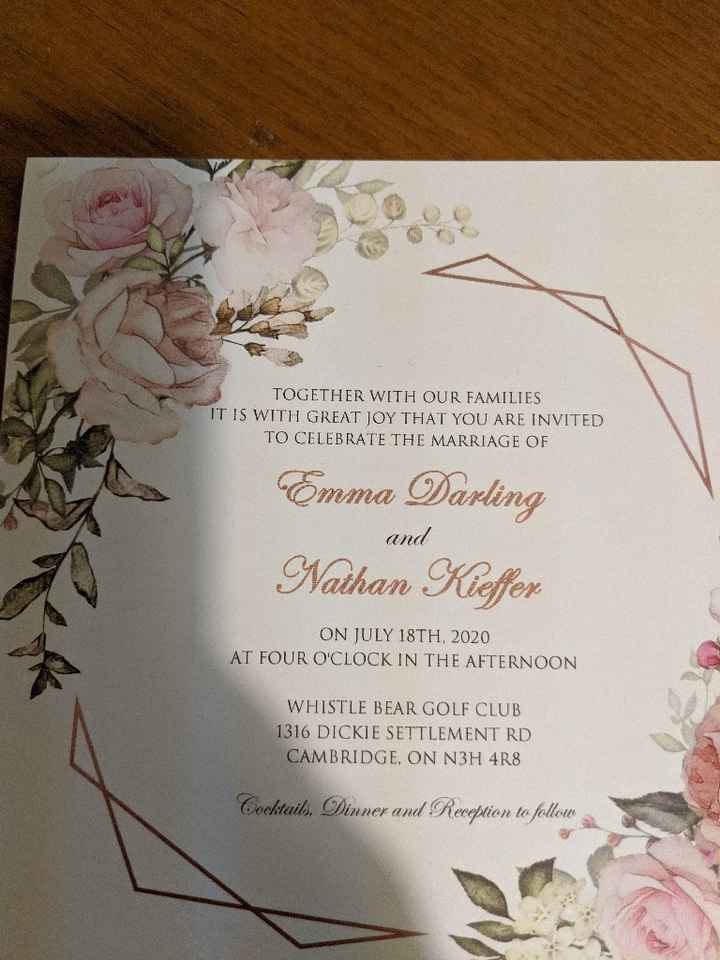 TOGETHER WITH OUR FAMILIES
IT IS WITH GREAT JOY THAT YOU ARE INVITED
TO CELEBRATE THE MARRIAGE OF
Emma Darling
and
Nathan Kieffer
ON JULY 18TH, 2020
AT FOUR O'CLOCK IN THE AFTERNOON
WHISTLE BEAR GOLF CLUB
1316 DICKIE SETTLEMENT RD
CAMBRIDGE, ON N3H 4R8
Cocktails, Dinner and Reception to follow